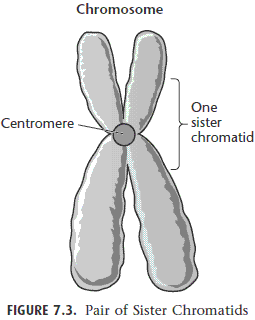 Chromosome
Centromere
One
sister
chromatid
FIGURE 7.3. Pair of Sister Chromatids